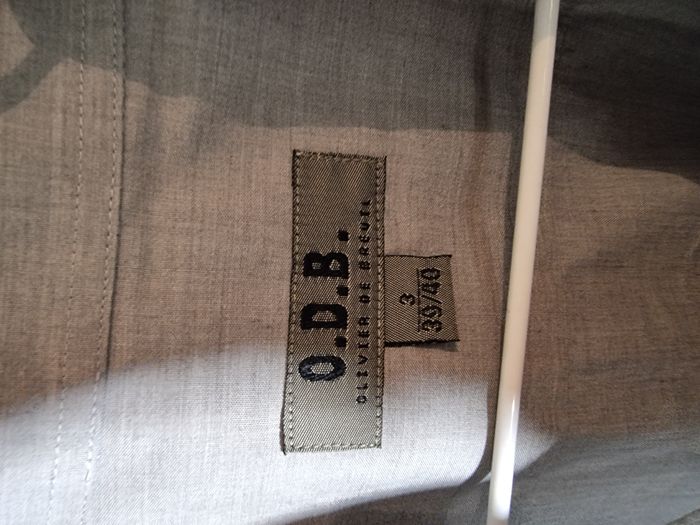 O.D.B.
OLIVIER DE BREUIL
3
39/40